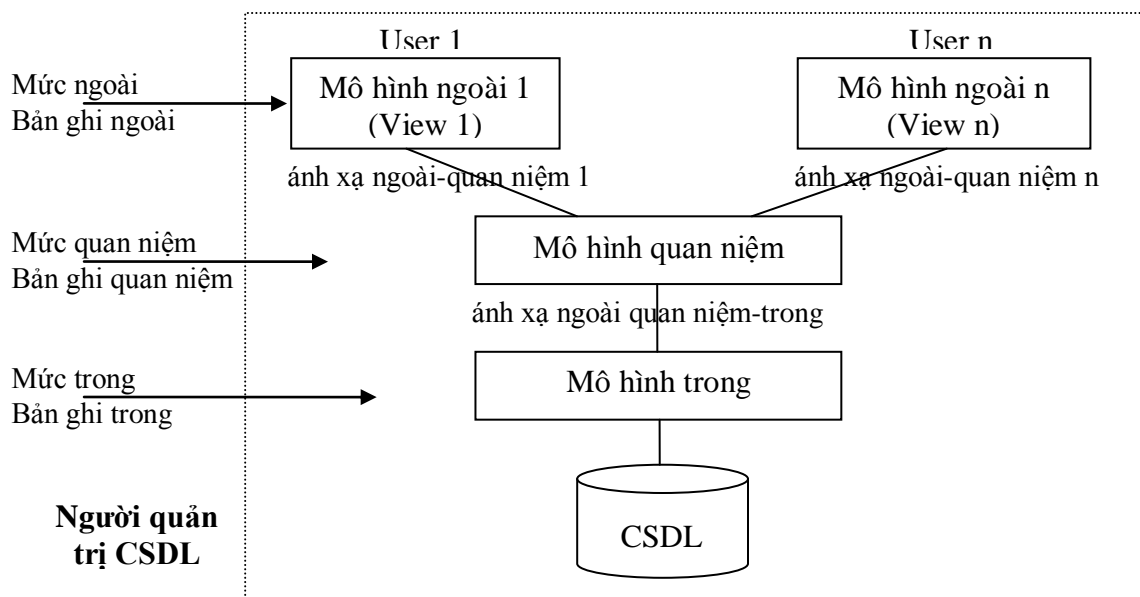 User 1
User n
Mức ngoài
Bản ghi ngoài
Mô hình ngoài 1
(View 1)
Mô hình ngoài n
(View n)
ánh xạ ngoài-quan niệm 1
ánh xạ ngoài-quan niệm n
Mức quan niệm
Bản ghi quan niệm
Mô hình quan niệm
ánh xạ ngoài quan niệm-trong
Mức trong
Bản ghi trong
Mô hình trong
Người quản
trị CSDL
CSDL